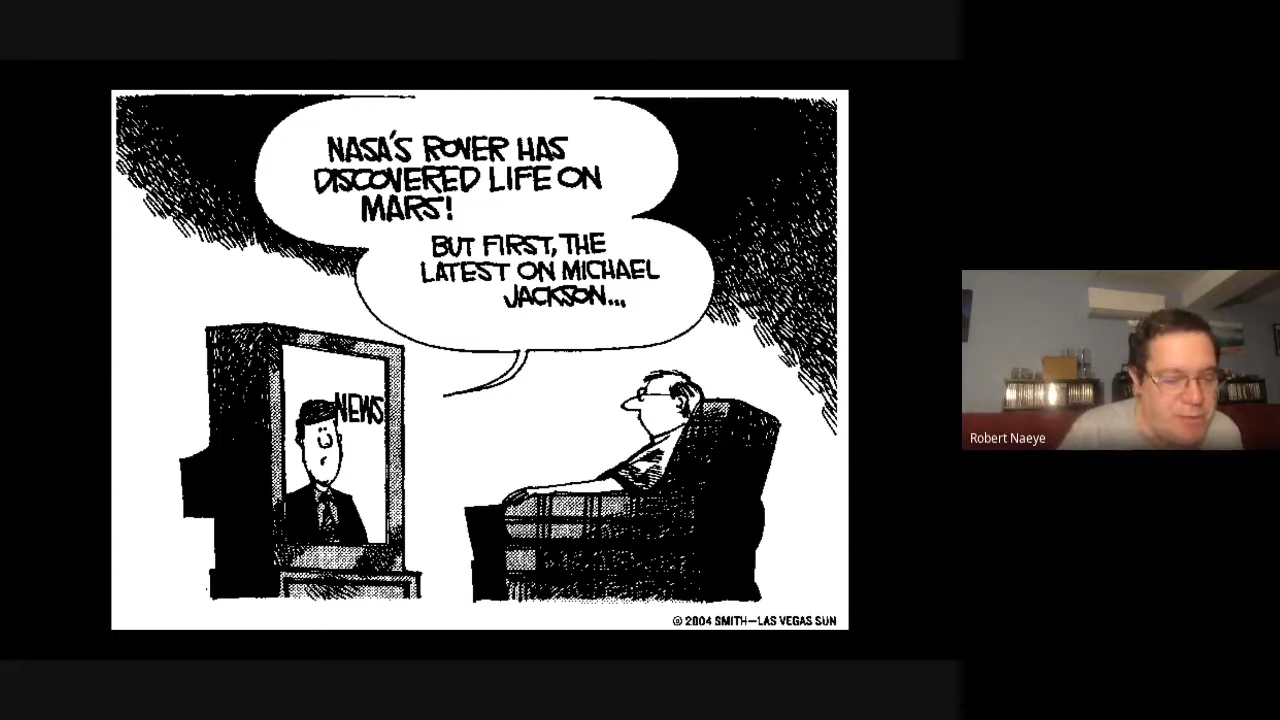 NASA'S ROVER HAS
DISCOVERED LIFE ON
MARS!
BUT FIRST, THE
LATEST ON MICHAEL
JACKSON...
NEWS
© 2004 SMITH—LAS VEGAS SUN
Robert Naeye